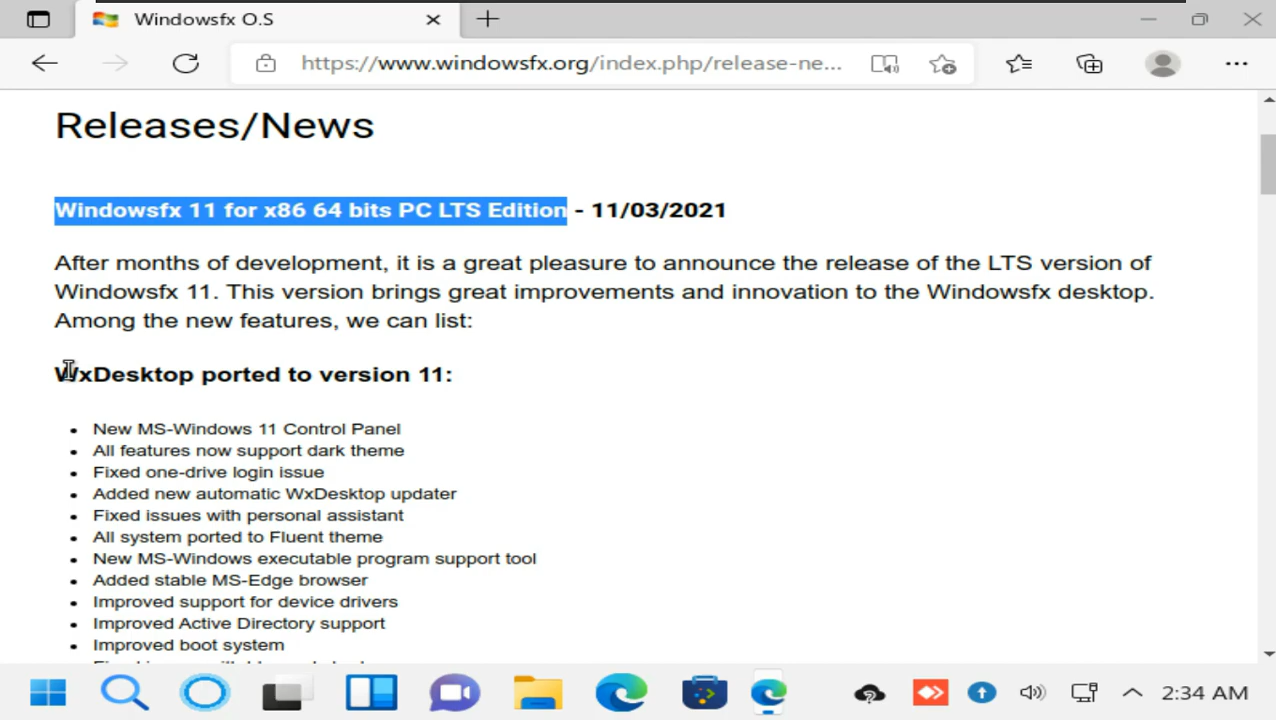 Windowsfx O.S
https://www.windowsfx.org/index.php/release-ne...
Releases/News
Windowsfx 11 for x86 64 bits PC LTS Edition - 11/03/2021
After months of development, it is a great pleasure to announce the release of the LTS version of
Windowsfx 11. This version brings great improvements and innovation to the Windowsfx desktop.
Among the new features, we can list:
WxDesktop ported to version 11:
• New MS-Windows 11 Control Panel
• All features now support dark theme
• Fixed one-drive login issue
• Added new automatic WxDesktop updater
• Fixed issues with personal assistant
• All system ported to Fluent theme
• New MS-Windows executable program support tool
• Added stable MS-Edge browser
• Improved support for device drivers
• Improved Active Directory support
• Improved boot system
2:34 AM